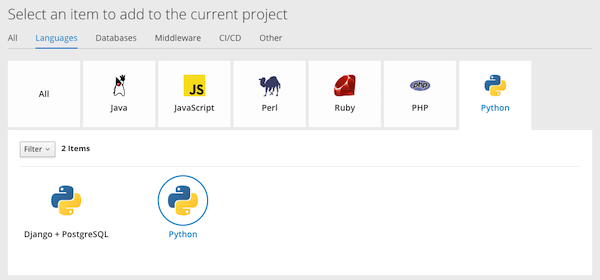 Select an item to add to the current project
All Languages Databases Middleware CI/CD Other
All Java JavaScript Perl Ruby PHP Python
JS
php
Filter 2 Items
Django + PostgreSQL Python